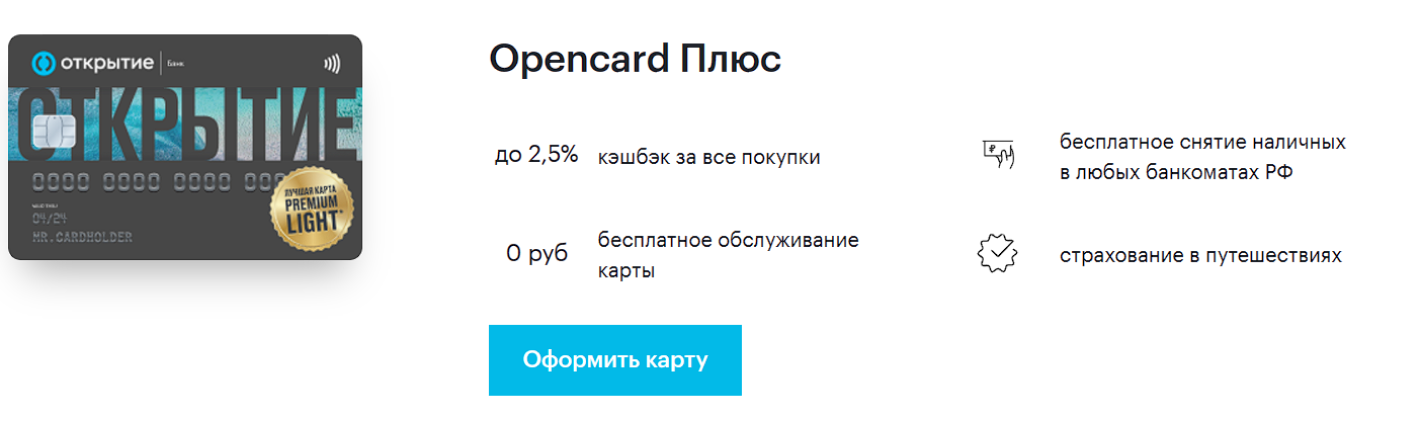 открытие Банк
ОТКРЫТИЕ
0000 0000 0000
04/24
MR.CARDHOLDER
ЛУЧШАЯ КАРТА
PREMIUM
LIGHT*
Opencard Плюс
до 2,5% кэшбэк за все покупки
0 руб бесплатное обслуживание
карты
₽
бесплатное снятие наличных
в любых банкоматах РФ
страхование в путешествиях
Оформить карту